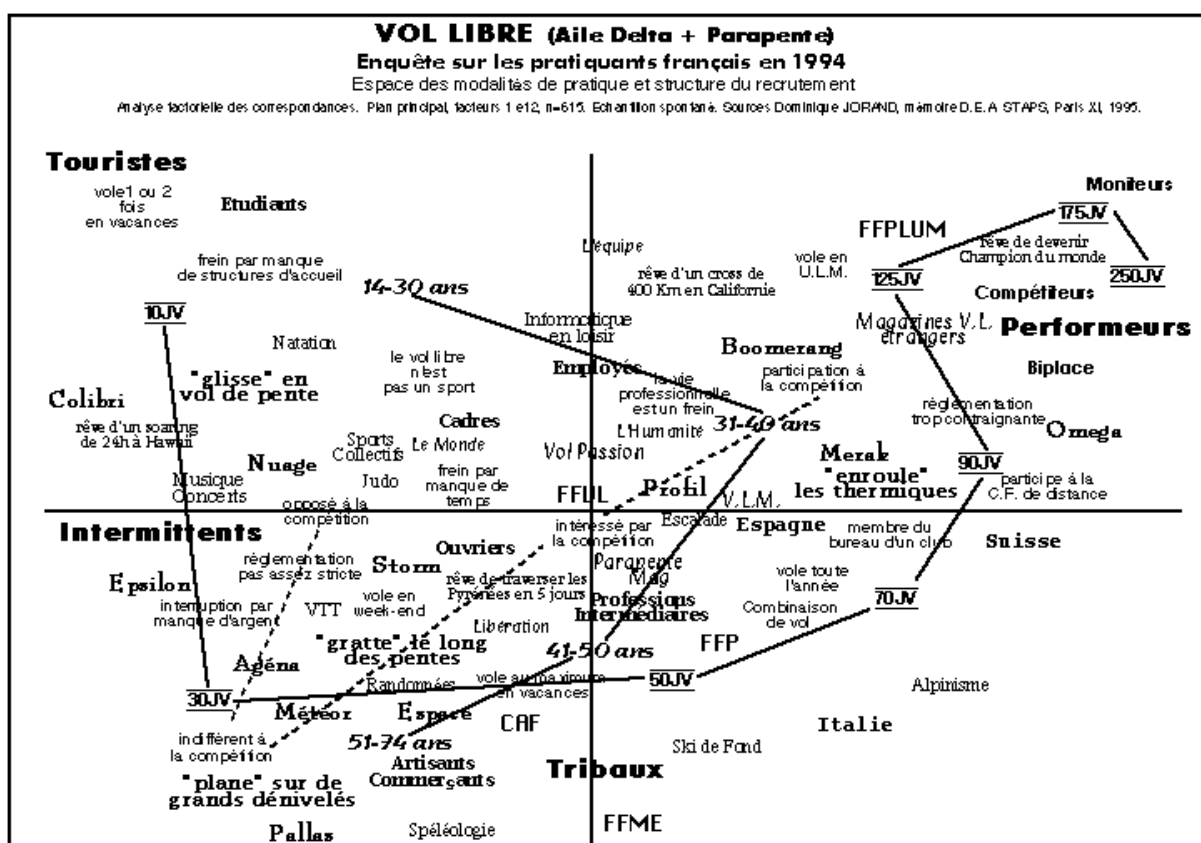 VOL LIBRE (Aile Delta + Parapente)
Enquête sur les pratiquants français en 1994
Espace des modalités de pratique et structure du recrutement
Analyse factorielle des correspondances. Plan principal, facteurs 1 et 2, n=615. Echantillon spontané. Sources Dominique JORAND, mémoire D.E.A STAPS, Paris XI, 1995.
Touristes
vole 1 ou 2
fois
en vacances
Etudiants
Moniteurs
175JV
FFPLUM
L'équipe
rêve de devenir
Champion du monde
250JV
vole en
U.L.M.
125JV
frein par manque
de structures d'accueil
14-30 ans
rêve d'un cross de
400 Km en Californie
Compétiteurs
10JV
Informatique
en loisir
Magazines V.L.
étrangers
Performeurs
Natation
le vol libre
n'est
pas un sport
Employés
Boomerang
participation à
la compétition
Biplace
"glisse" en
vol de pente
la vie
professionnelle
est un frein
Colibri
rêve d'un soaring
de 24h à Hawaii
Cadres
31-40 ans
réglementation
trop contraignante
Omega
Sports
Collectifs
Le Monde
L'Humanité
Vol Passion
Merak
"enroule"
les thermiques
90JV
Nuage
Musique
Concerts
Judo
frein par
manque de
temps
FFUL
Profil
V.L.M.
participe à la
C.F. de distance
opposé à la
compétition
Intermittents
intéressé par
la compétition
Escalade
Espagne
membre du
bureau d'un club
Suisse
Ouvriers
Epsilon
réglementation
pas assez stricte
Storm
rêve de traverser les
Pyrénées en 5 jours
Parapente
Mag
vole toute
l'année
70JV
interruption par
manque d'argent
VTT
vole en
week-end
Professions
Intermédiaires
Combinaison
de vol
Libération
"gratte" le long
des pentes
41-50 ans
FFP
Agéna
Randonnées
vole au maximum
en vacances
50JV
Alpinisme
30JV
Météor
Espace
CAF
Italie
indifférent à
la compétition
51-74 ans
Ski de Fond
Artisants
Commerşants
Tribaux
"plane" sur de
grands dénivelés
Pallas
Spéléologie
FFME